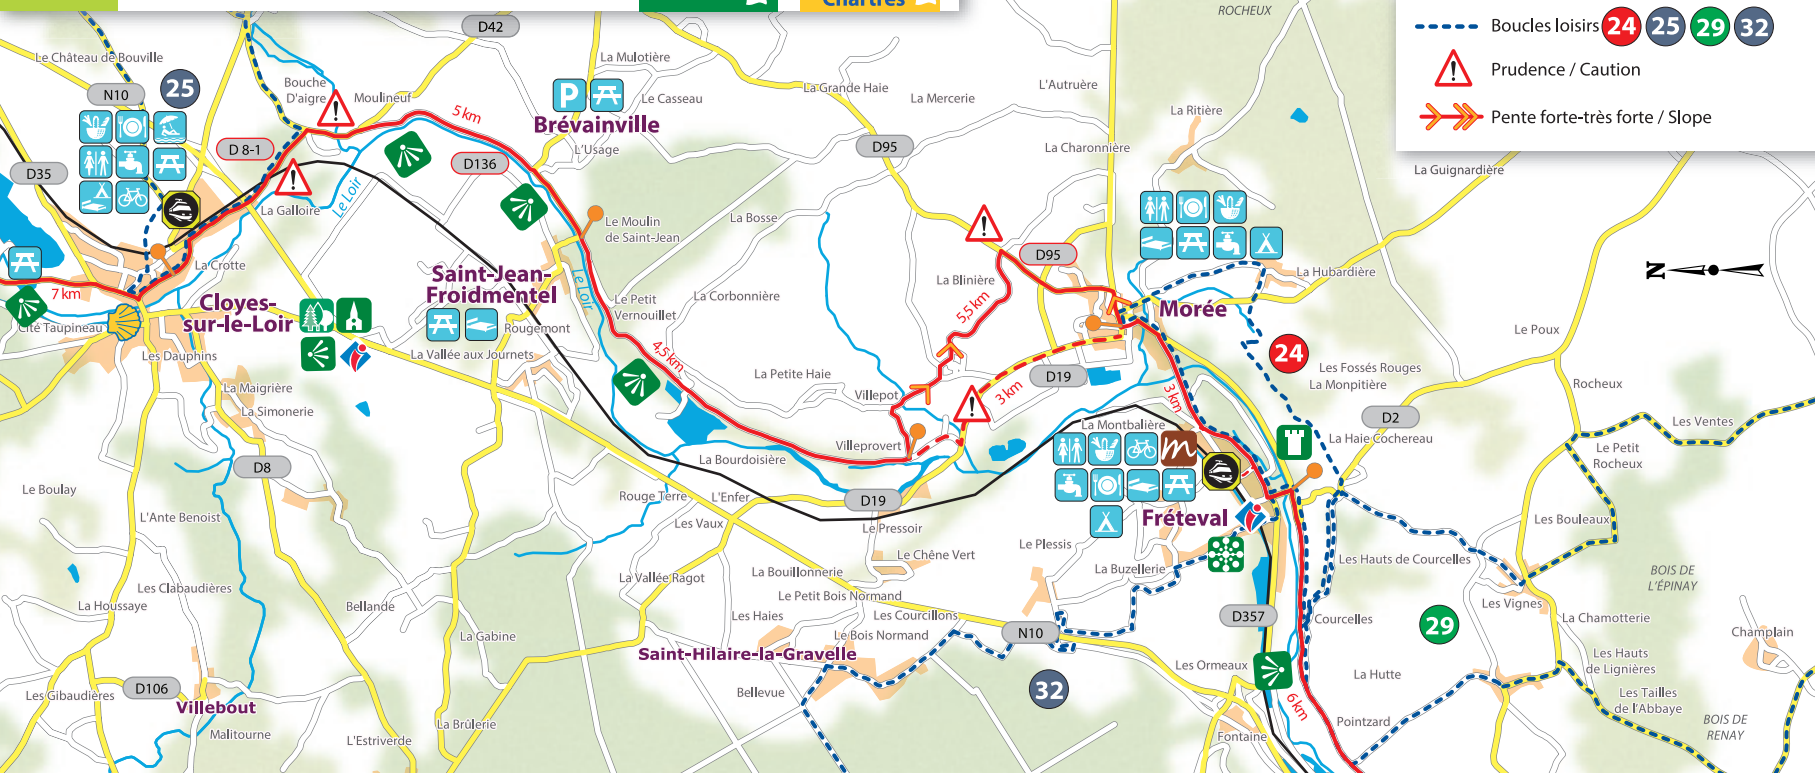 Chartres
ROCHEUX
Boucles loisirs 24 25 29 32
Prudence / Caution
Pente forte-très forte / Slope
D42
Le Château de Bouville
N10
25
Bouche
D'aigre
Moulineuf
5 km
La Mulotière
P
Le Casseau
Brévainville
L'Usage
La Grande Haie
La Mercerie
L'Autruère
La Ritière
D95
La Charonnière
La Guignardière
D 8-1
D35
D136
La Galloire
Le Loir
Le Moulin
de Saint-Jean
La Bosse
La Crotte
7 km
Cité Taupineau
Cloyes-
sur-le-Loir
Saint-Jean-
Froidmentel
Le Loir
Le Petit
Vernouillet
La Corbonnière
Rougemont
La Vallée aux Journets
Les Dauphins
La Maigrière
La Simonerie
4,5 km
La Petite Haie
Villepot
Villeprovert
La Blinière
5,5 km
D95
3 km
D19
Morée
La Hubardière
N
24
Le Poux
Les Fossés Rouges
La Monpitière
Rocheux
D2
La Haie Cochereau
Les Ventes
Le Petit
Rocheux
3 km
La Montbalière
m
Fréteval
D8
Le Boulay
L'Ante Benoist
La Bourdoisière
Rouge Terre
L'Enfer
Les Vaux
D19
Le Pressoir
Le Chêne Vert
Le Plessis
La Buzellerie
Les Bouleaux
Les Hauts de Courcelles
BOIS DE
L'ÉPINAY
Les Clabaudières
La Houssaye
Bellande
La Gabine
La Vallée Ragot
La Bouillonnerie
Le Petit Bois Normand
Les Haies
Les Courcillons
Le Bois Normand
N10
D357
Courcelles
29
Les Vignes
La Chamotterie
Champlain
Saint-Hilaire-la-Gravelle
Bellevue
32
Les Ormeaux
La Hutte
Les Hauts
de Lignières
Les Tailles
de l'Abbaye
Les Gibaudières
D106
Villebout
Malitourne
L'Estriverde
La Brûlerie
6 km
Fontaine
Pointzard
BOIS DE
RENAY